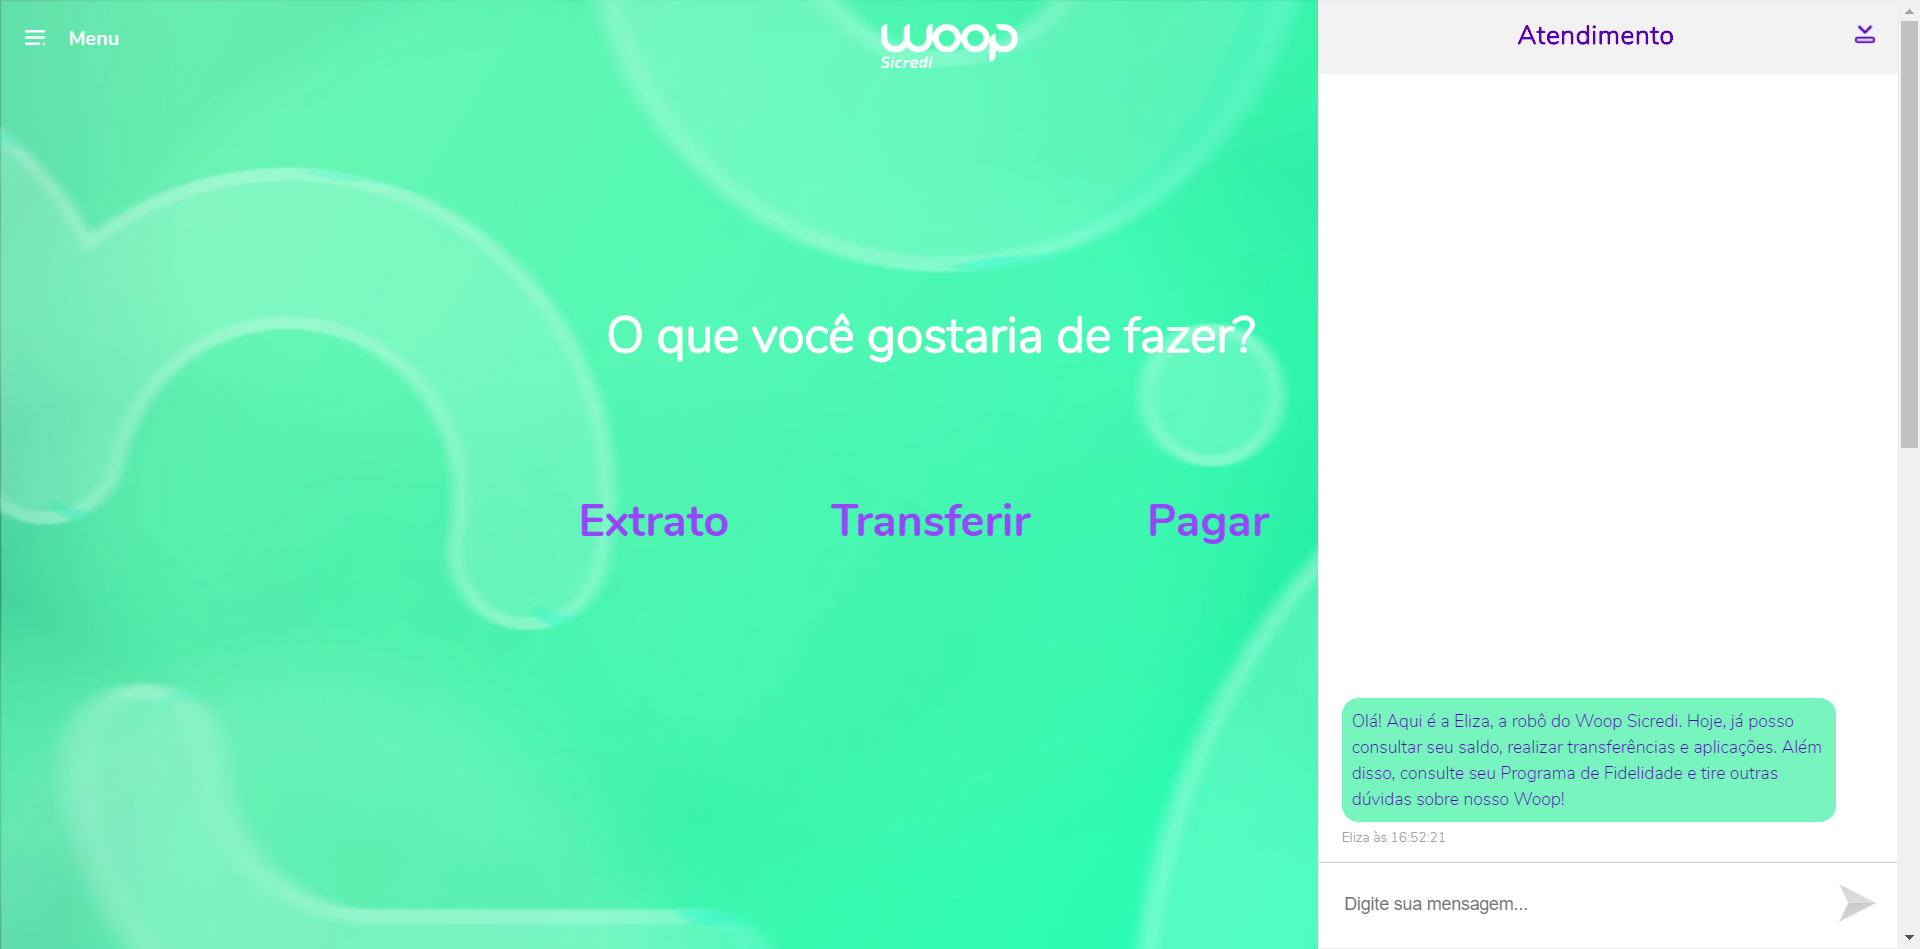 Menu
woop
Sicredi
O que você gostaria de fazer?
Extrato
Transferir
Pagar
Atendimento
Olá! Aqui é a Eliza, a robô do Woop Sicredi. Hoje, já posso
consultar seu saldo, realizar transferências e aplicações. Além
disso, consulte seu Programa de Fidelidade e tire outras
dúvidas sobre nosso Woop!
Eliza às 16:52:21
Digite sua mensagem...